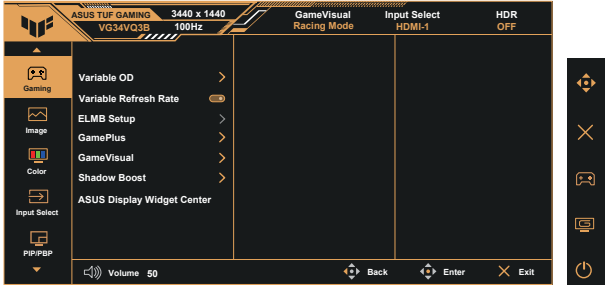 ASUS TUF GAMING 3440 x 1440 GameVisual Input Select HDR
VG34VQ3B 100Hz Racing Mode HDMI-1 OFF
Gaming
Image
Color
Input Select
PIP/PBP
Variable OD
Variable Refresh Rate
ELMB Setup
GamePlus
GameVisual
Shadow Boost
ASUS Display Widget Center
Volume 50 Back Enter Exit